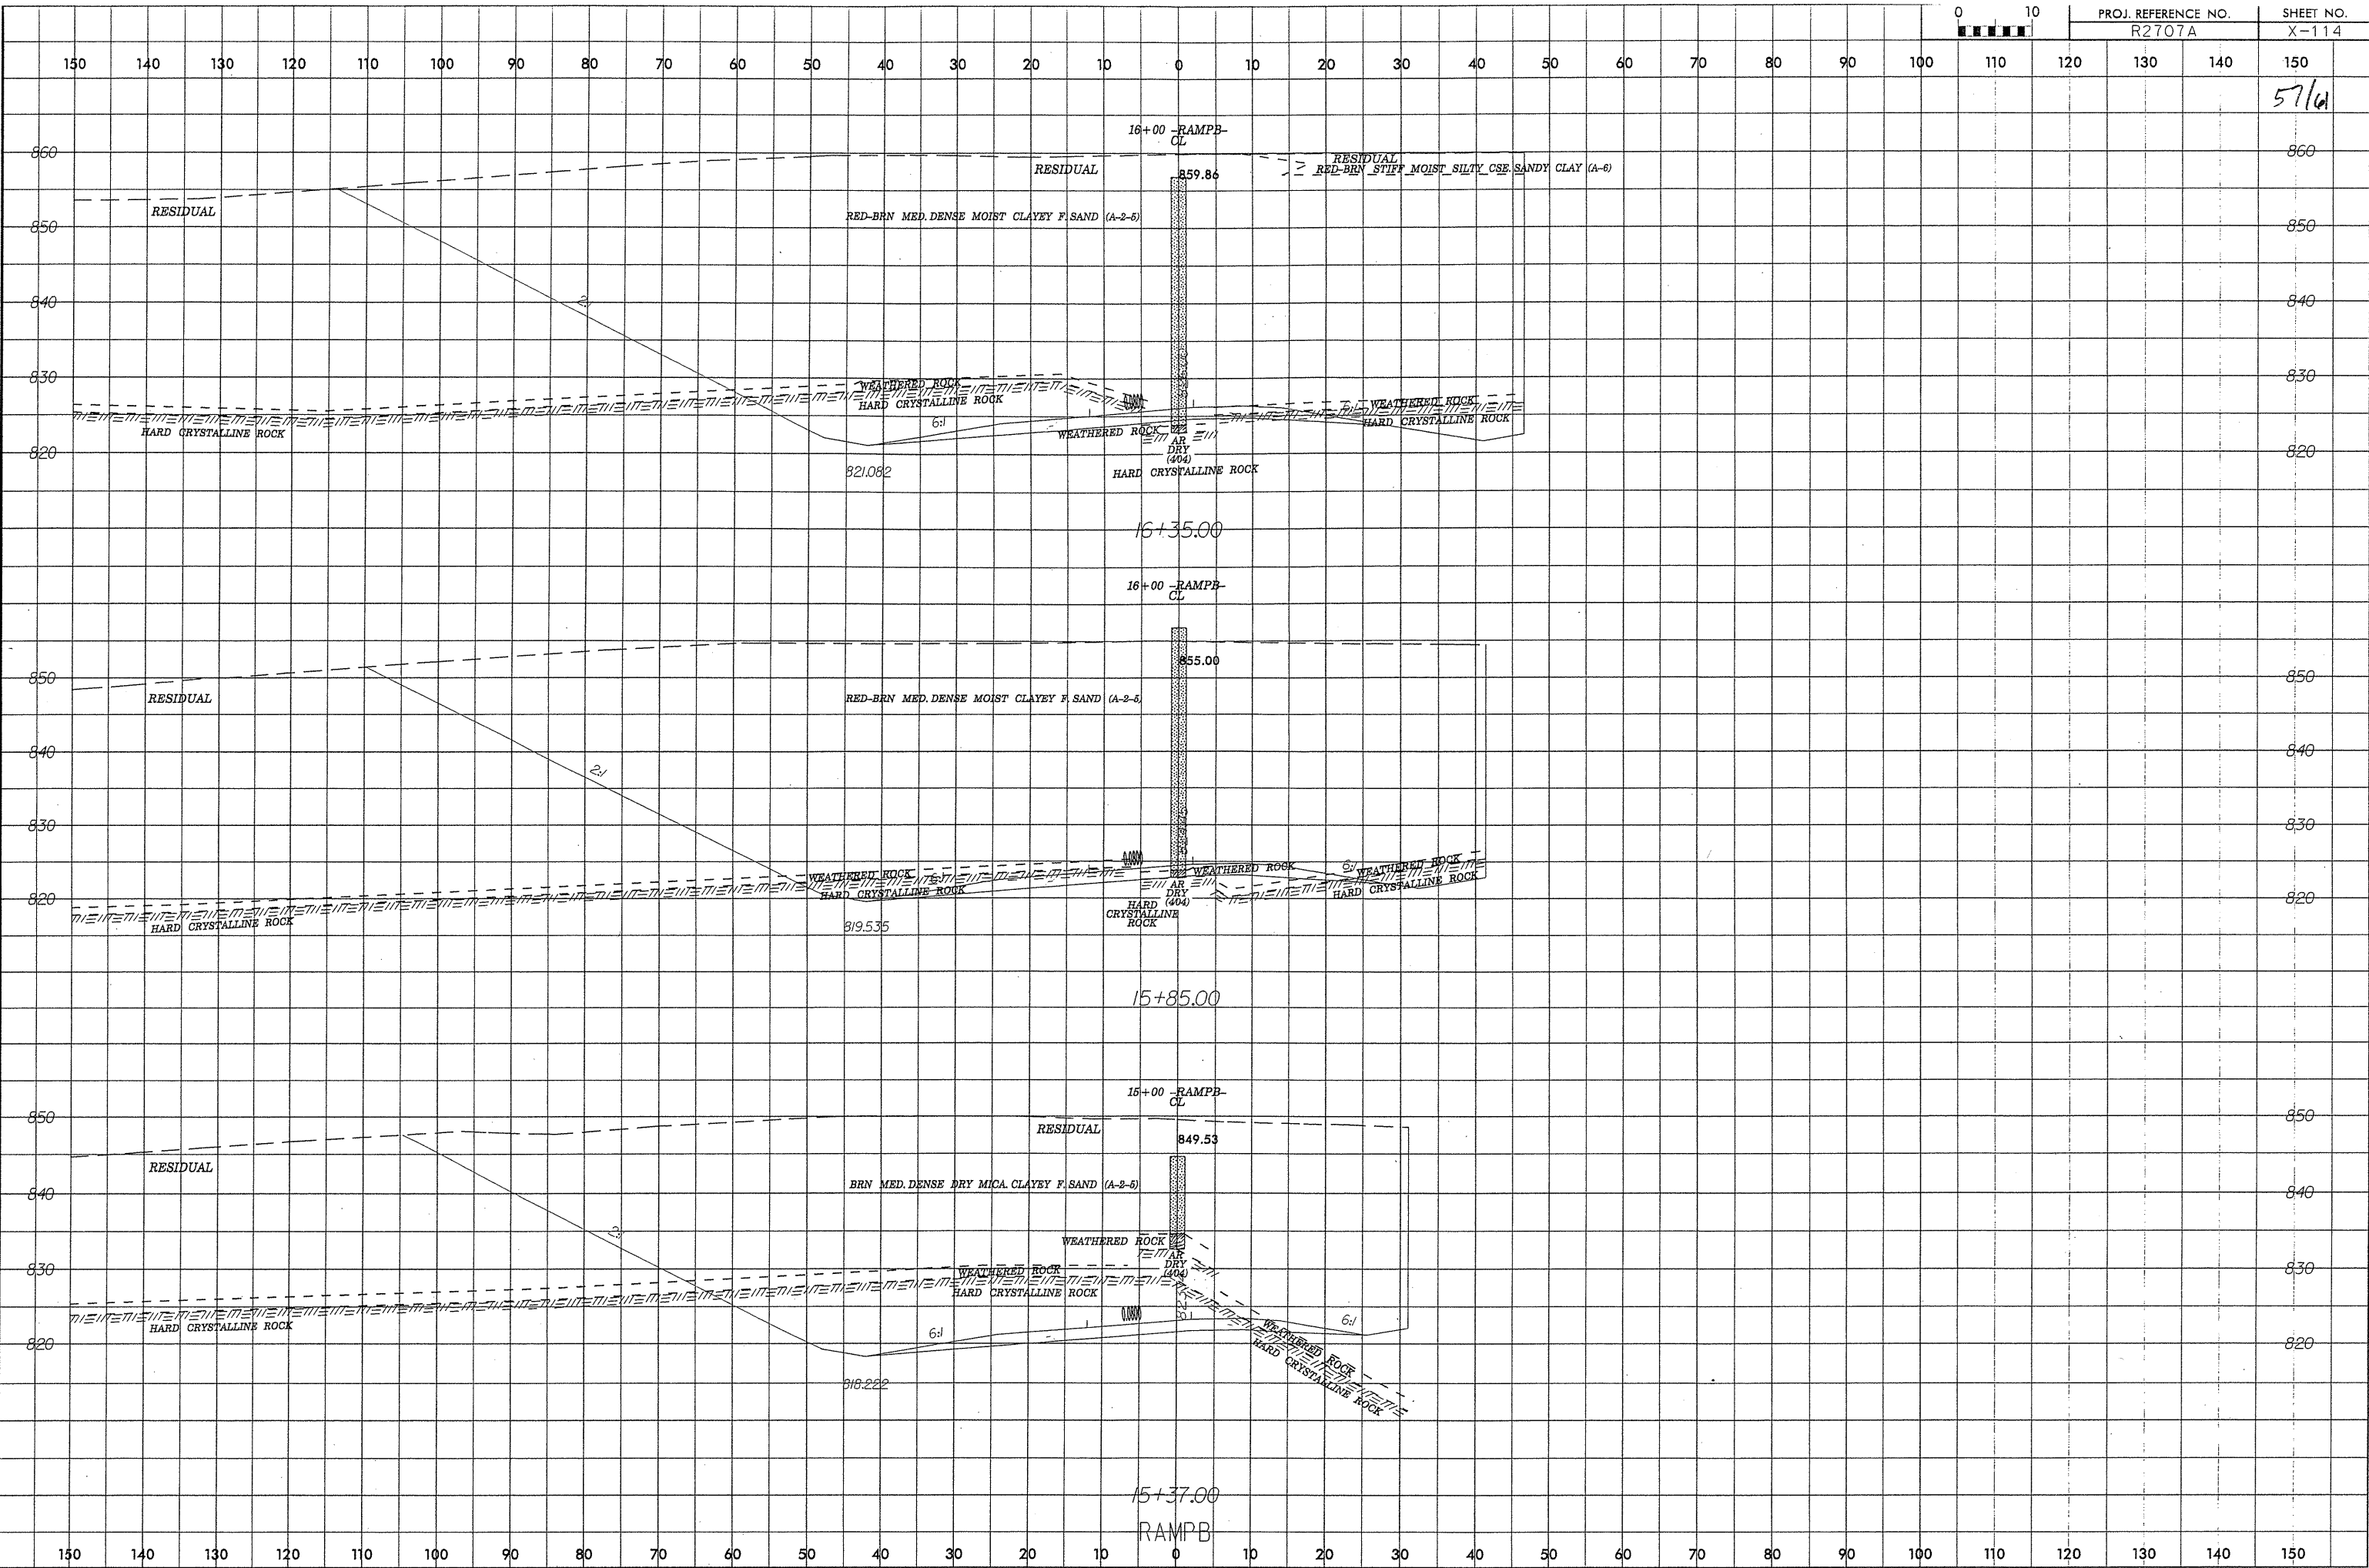 0 10
PROJ. REFERENCE NO. SHEET NO.
R2707A X-114
150 140 130 120 110 100 90 80 70 60 50 40 30 20 10 0 10 20 30 40 50 60 70 80 90 100 110 120 130 140 150
57/61
16+00 -RAMPB-
CL
860 860
RESIDUAL
RESIDUAL
RED-BRN STIFF MOIST SILTY CSE. SANDY CLAY (A-6)
859.86
RESIDUAL
RED-BRN MED. DENSE MOIST CLAYEY F. SAND (A-2-5)
850 850
840 840
2:1
830 830
WEATHERED ROCK
HARD CRYSTALLINE ROCK
0.0800
6:1
WEATHERED ROCK
HARD CRYSTALLINE ROCK
HARD CRYSTALLINE ROCK
6:1
WEATHERED ROCK
AR
DRY
(404)
HARD CRYSTALLINE ROCK
820 820
821.082
16+35.00
16+00 -RAMPB-
CL
855.00
850 850
RESIDUAL
RED-BRN MED. DENSE MOIST CLAYEY F. SAND (A-2-5)
840 840
2:1
830 830
0.0800
WEATHERED ROCK
6:1
WEATHERED ROCK
6:1
WEATHERED ROCK
HARD CRYSTALLINE ROCK
AR
DRY
(404)
HARD CRYSTALLINE ROCK
820 820
HARD
CRYSTALLINE
ROCK
HARD CRYSTALLINE ROCK
819.535
15+85.00
15+00 -RAMPB-
CL
850 850
RESIDUAL
849.53
RESIDUAL
BRN MED. DENSE DRY MICA. CLAYEY F. SAND (A-2-5)
840 840
2:1
WEATHERED ROCK
AR
DRY
(404)
830 830
WEATHERED ROCK
HARD CRYSTALLINE ROCK
0.0800
HARD CRYSTALLINE ROCK
6:1
6:1
WEATHERED ROCK
HARD CRYSTALLINE ROCK
820 820
818.222
15+37.00
RAMPB
150 140 130 120 110 100 90 80 70 60 50 40 30 20 10 0 10 20 30 40 50 60 70 80 90 100 110 120 130 140 150